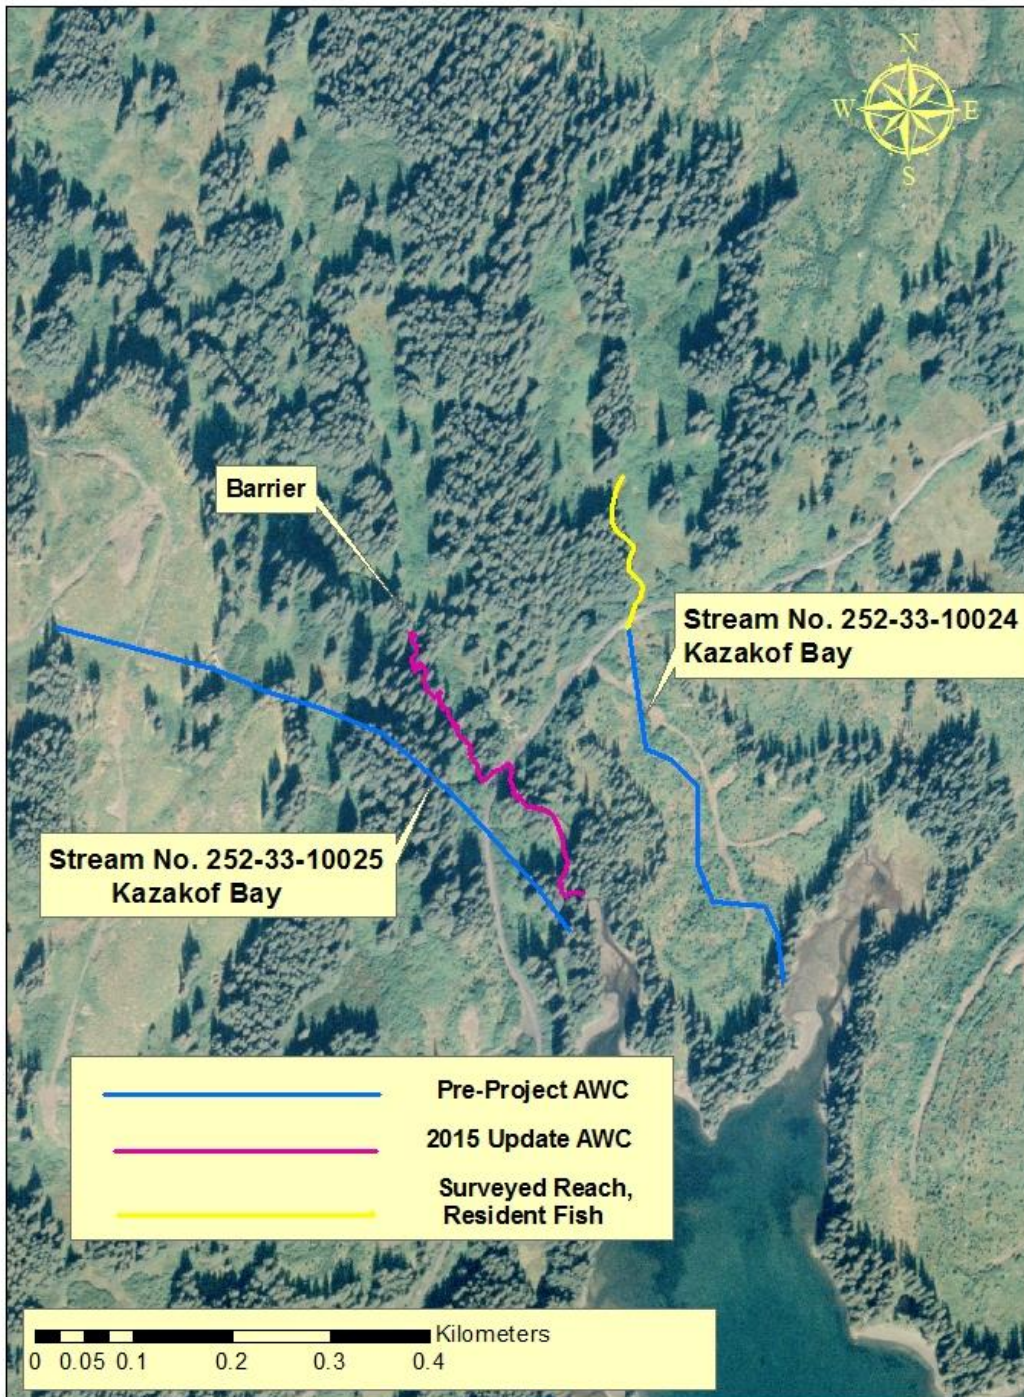 N
W E
S
Barrier
Stream No. 252-33-10024
Kazakof Bay
Stream No. 252-33-10025
Kazakof Bay
Pre-Project AWC
2015 Update AWC
Surveyed Reach,
Resident Fish
Kilometers
0 0.05 0.1 0.2 0.3 0.4